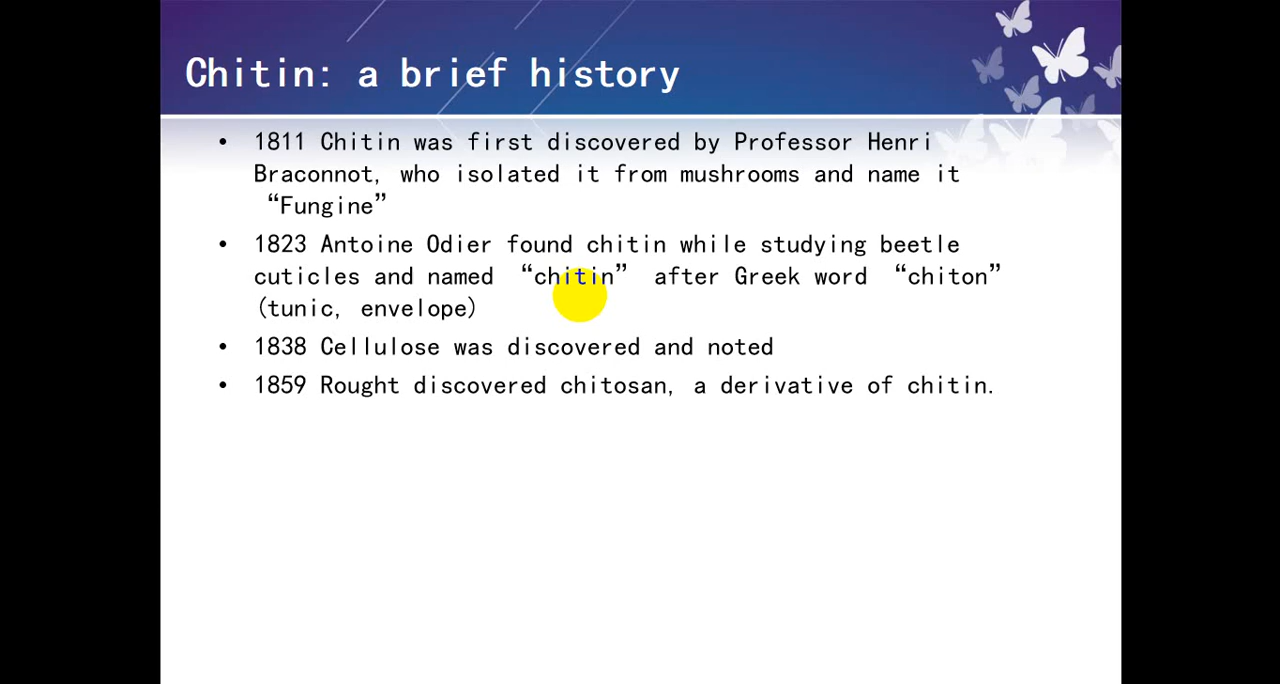 Chitin: a brief history
• 1811 Chitin was first discovered by Professor Henri
Braconnot, who isolated it from mushrooms and name it
“Fungine”
• 1823 Antoine Odier found chitin while studying beetle
cuticles and named “chitin” after Greek word “chiton”
(tunic, envelope)
• 1838 Cellulose was discovered and noted
• 1859 Rought discovered chitosan, a derivative of chitin.